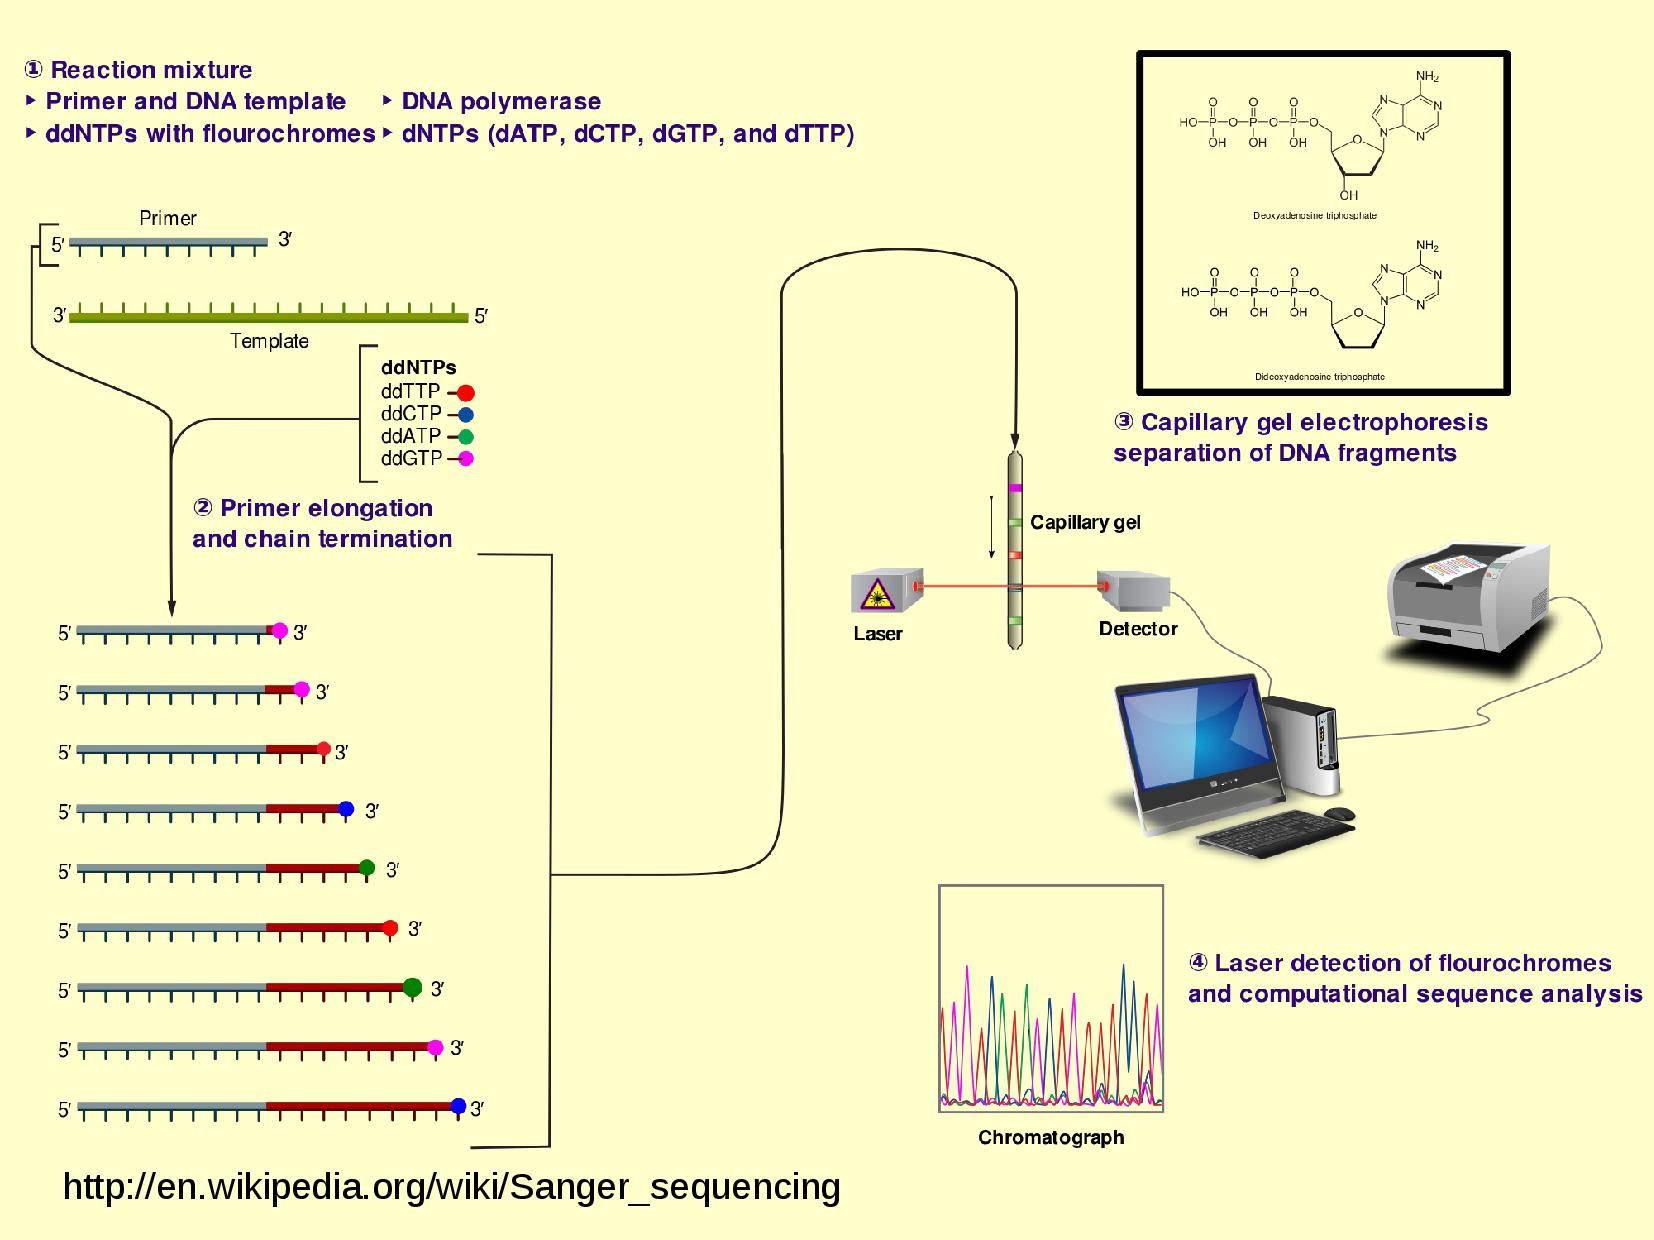 ① Reaction mixture
‣ Primer and DNA template ‣ DNA polymerase
‣ ddNTPs with flourochromes ‣ dNTPs (dATP, dCTP, dGTP, and dTTP)
Primer
5′ 3′
3′ 5′
Template
ddNTPs
ddTTP
ddCTP
ddATP
ddGTP
② Primer elongation
and chain termination
5′ 3′
5′ 3′
5′ 3′
5′ 3′
5′ 3′
5′ 3′
5′ 3′
5′ 3′
5′ 3′
NH2
O O O N N
HO P O P O P O N N
OH OH OH O
OH
Deoxyadenosine triphosphate
NH2
O O O N N
HO P O P O P O N N
OH OH OH O
Dideoxyadenosine triphosphate
③ Capillary gel electrophoresis
separation of DNA fragments
Capillary gel
Laser
Detector
Chromatograph
④ Laser detection of flourochromes
and computational sequence analysis
http://en.wikipedia.org/wiki/Sanger_sequencing